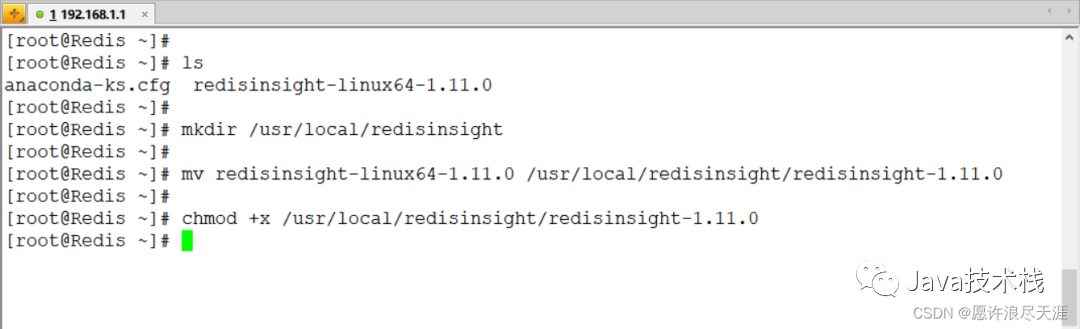 1 192.168.1.1 ×
[root@Redis ~]#
[root@Redis ~]# ls
anaconda-ks.cfg  redisinsight-linux64-1.11.0
[root@Redis ~]#
[root@Redis ~]# mkdir /usr/local/redisinsight
[root@Redis ~]#
[root@Redis ~]# mv redisinsight-linux64-1.11.0 /usr/local/redisinsight/redisinsight-1.11.0
[root@Redis ~]#
[root@Redis ~]# chmod +x /usr/local/redisinsight/redisinsight-1.11.0
[root@Redis ~]#
Java技术栈
CSDN @愿许浪尽天涯